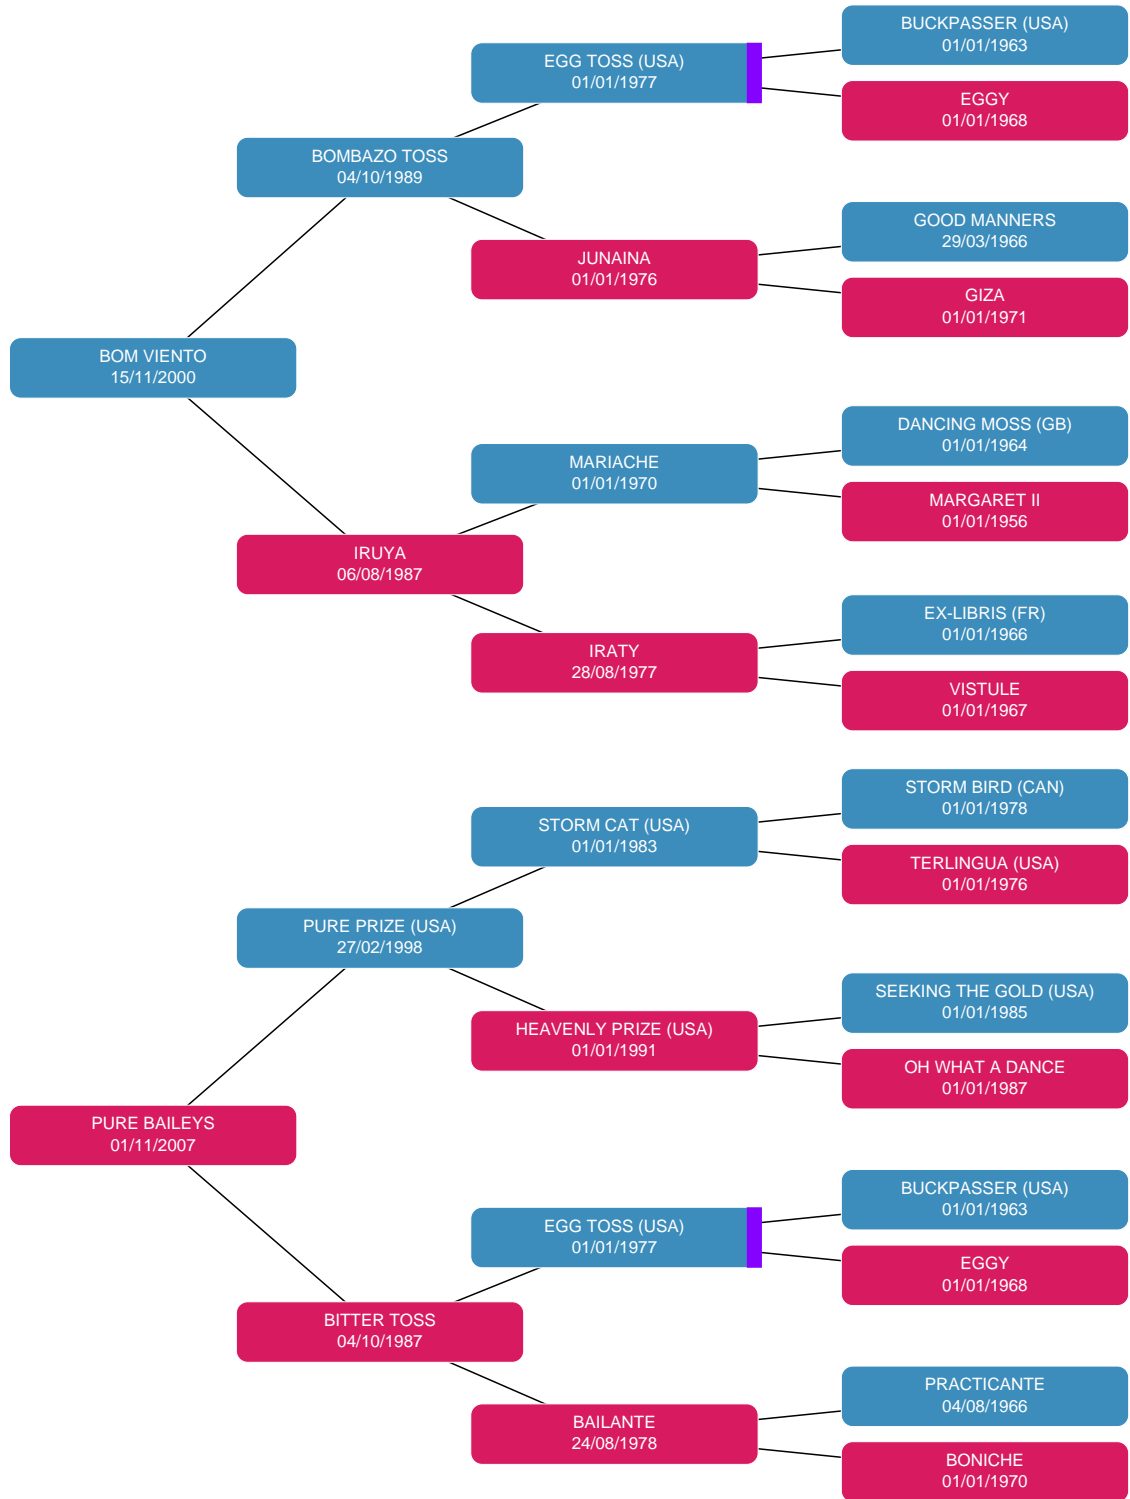 BUCKPASSER (USA)
01/01/1963
EGG TOSS (USA)
01/01/1977
EGGY
01/01/1968
BOMBAZO TOSS
04/10/1989
GOOD MANNERS
29/03/1966
JUNAINA
01/01/1976
GIZA
01/01/1971
BOM VIENTO
15/11/2000
DANCING MOSS (GB)
01/01/1964
MARIACHE
01/01/1970
MARGARET II
01/01/1956
IRUYA
06/08/1987
EX-LIBRIS (FR)
01/01/1966
IRATY
28/08/1977
VISTULE
01/01/1967
STORM BIRD (CAN)
01/01/1978
STORM CAT (USA)
01/01/1983
TERLINGUA (USA)
01/01/1976
PURE PRIZE (USA)
27/02/1998
SEEKING THE GOLD (USA)
01/01/1985
HEAVENLY PRIZE (USA)
01/01/1991
OH WHAT A DANCE
01/01/1987
PURE BAILEYS
01/11/2007
BUCKPASSER (USA)
01/01/1963
EGG TOSS (USA)
01/01/1977
EGGY
01/01/1968
BITTER TOSS
04/10/1987
PRACTICANTE
04/08/1966
BAILANTE
24/08/1978
BONICHE
01/01/1970